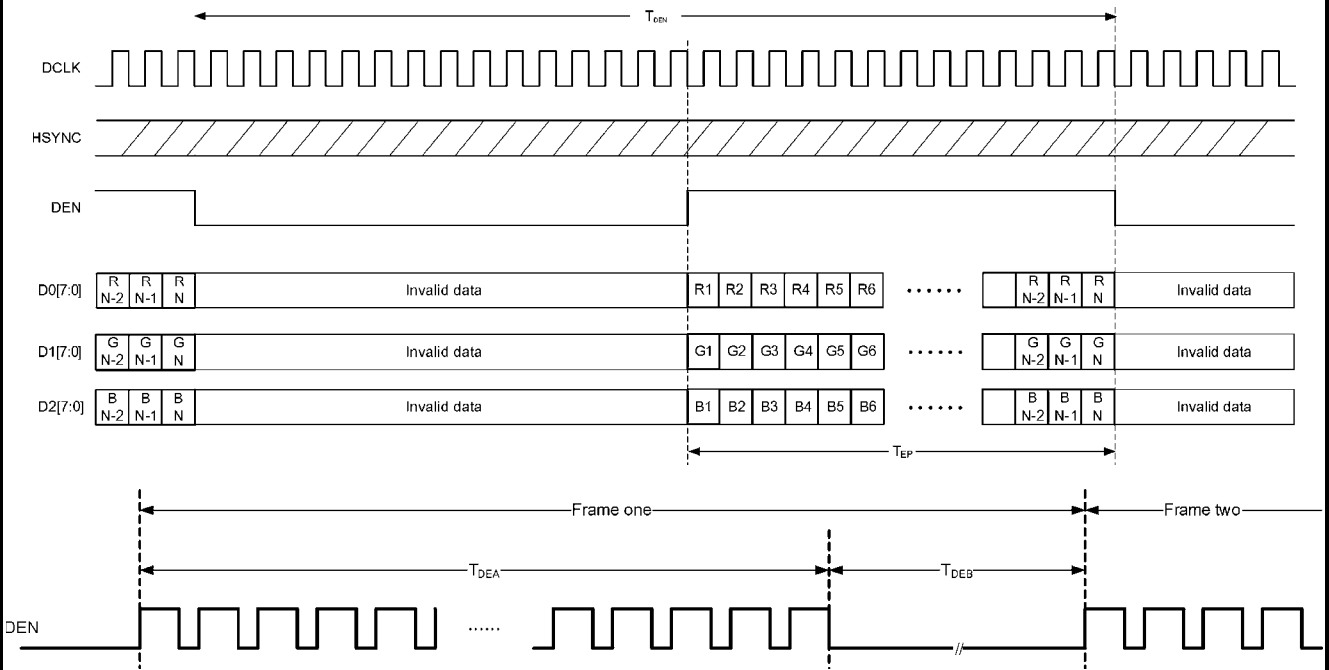 TDEN
DCLK
HSYNC
DEN
D0[7:0] R N-2 R N-1 R N Invalid data R1 R2 R3 R4 R5 R6 ...... R N-2 R N-1 R N Invalid data
D1[7:0] G N-2 G N-1 G N Invalid data G1 G2 G3 G4 G5 G6 ...... G N-2 G N-1 G N Invalid data
D2[7:0] B N-2 B N-1 B N Invalid data B1 B2 B3 B4 B5 B6 ...... B N-2 B N-1 B N Invalid data
TEP
Frame one Frame two
TDEA TDEB
DEN ...... //